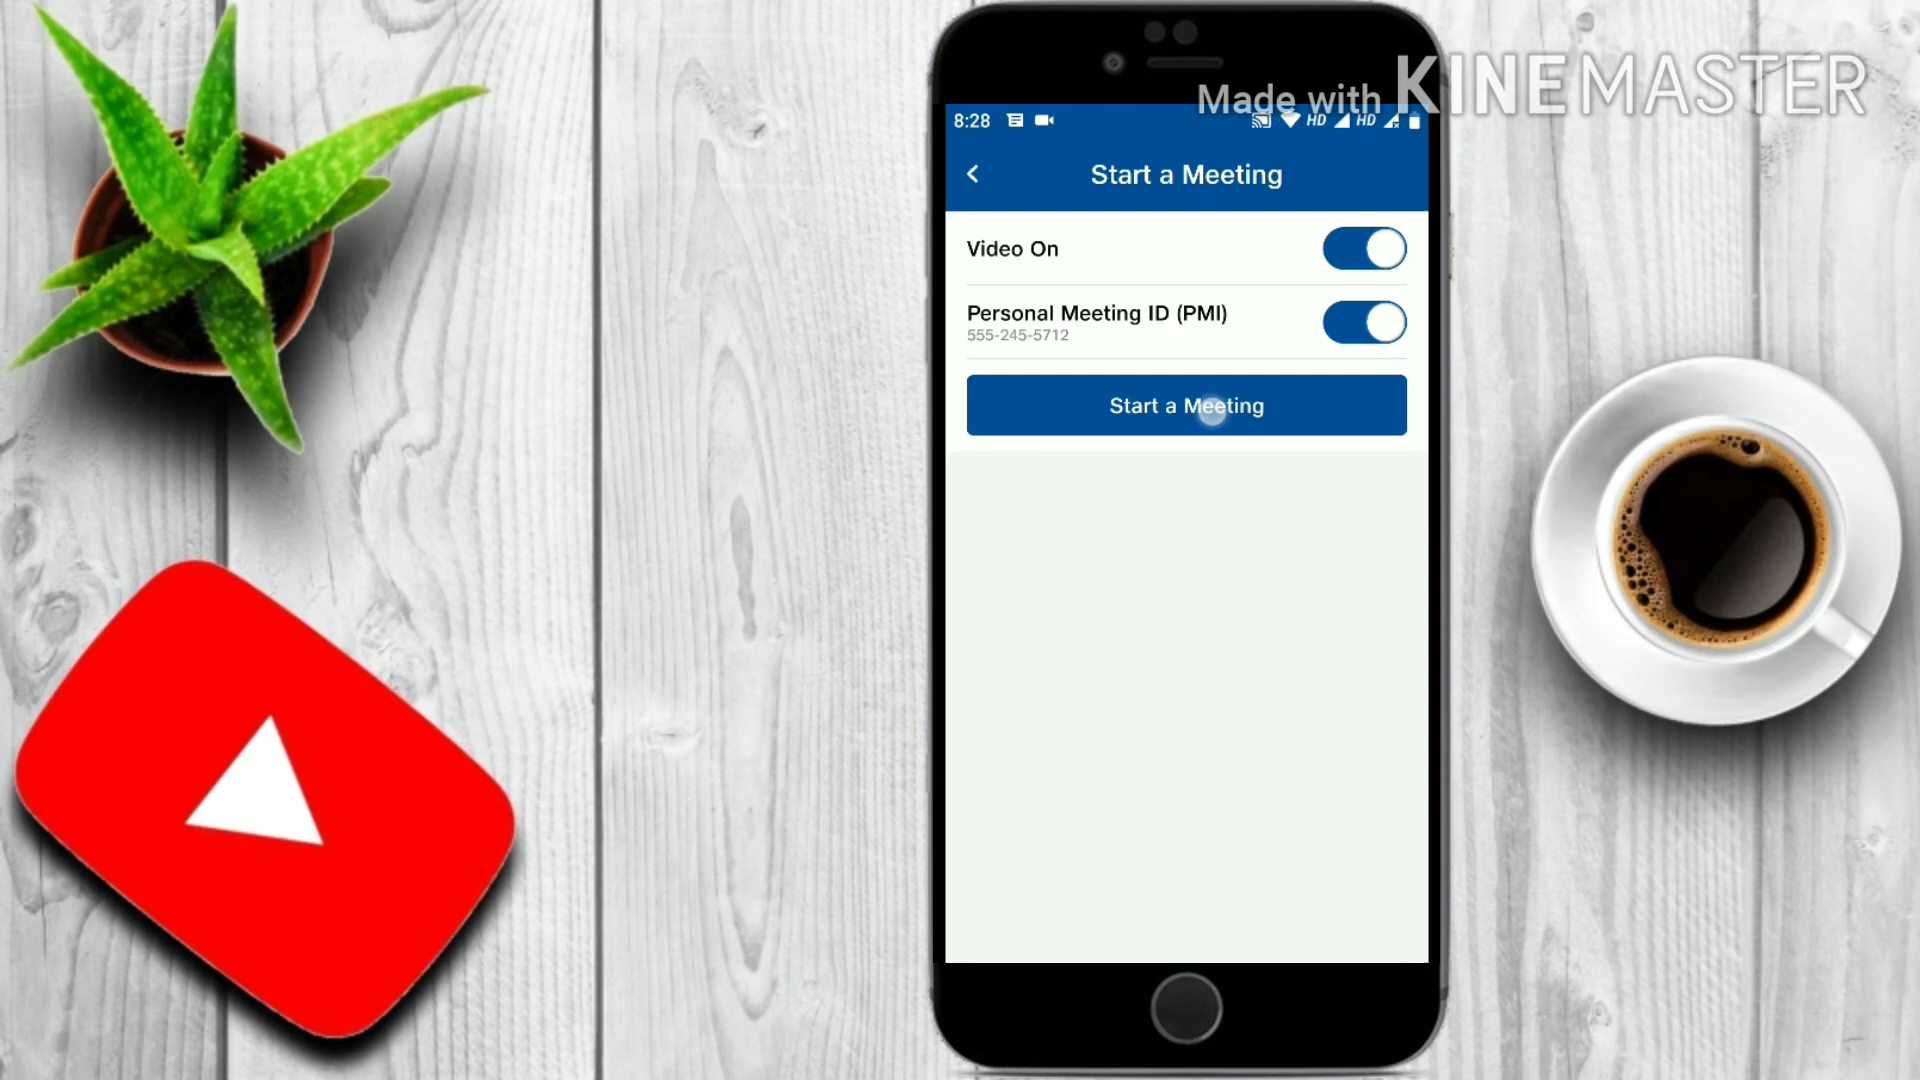 Made with KINEMASTER
8:28 HD HD
Start a Meeting
Video On
Personal Meeting ID (PMI)
555-245-5712
Start a Meeting